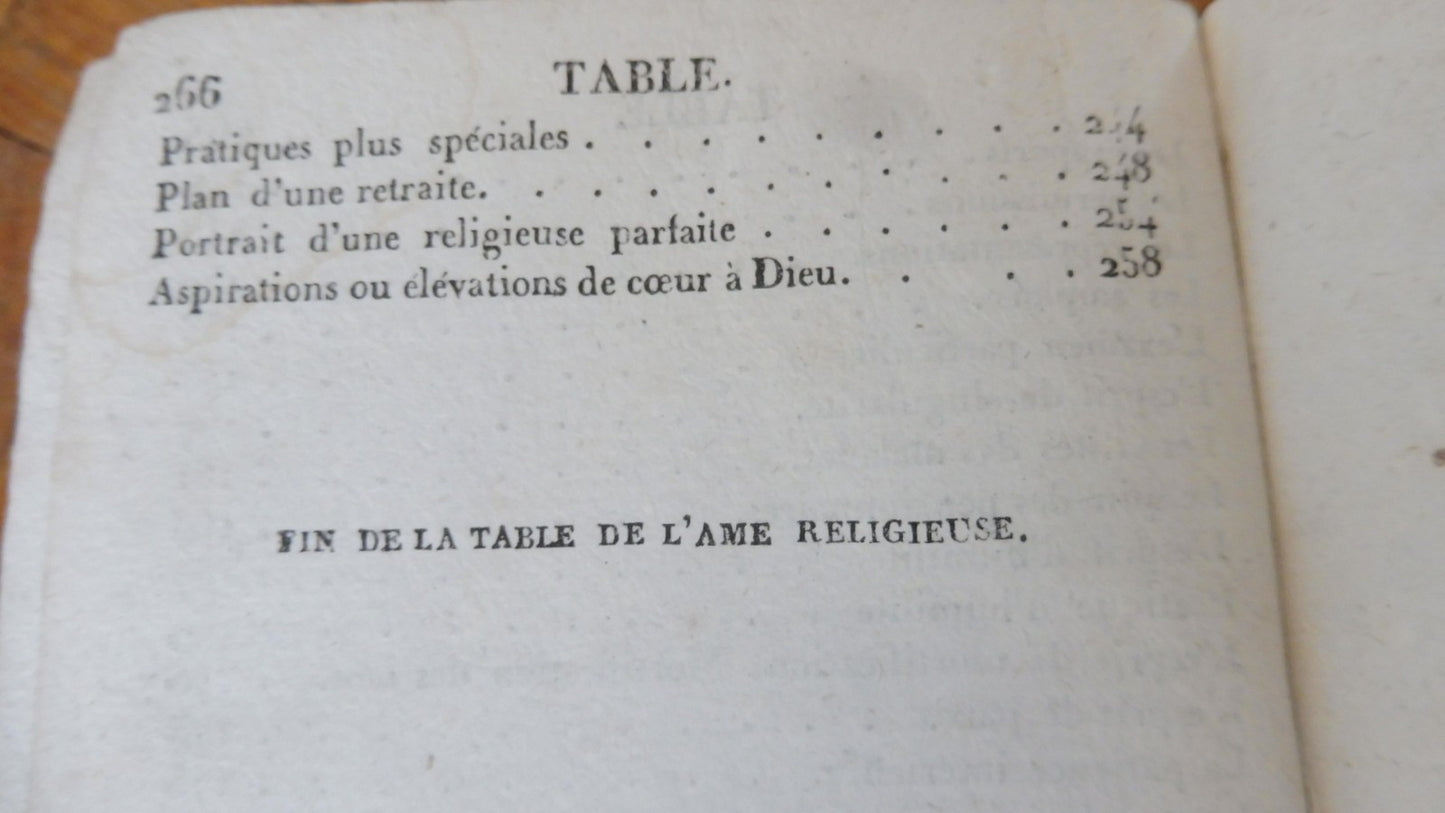 266 TABLE.
Pratiques plus spéciales . . . . . . . . .
Plan d'une retraite. . . . . . . . . . . 248
Portrait d'une religieuse parfaite . . . . . . 254
Aspirations ou élévations de cœur à Dieu. . . . 258
FIN DE LA TABLE DE L'AME RELIGIEUSE.